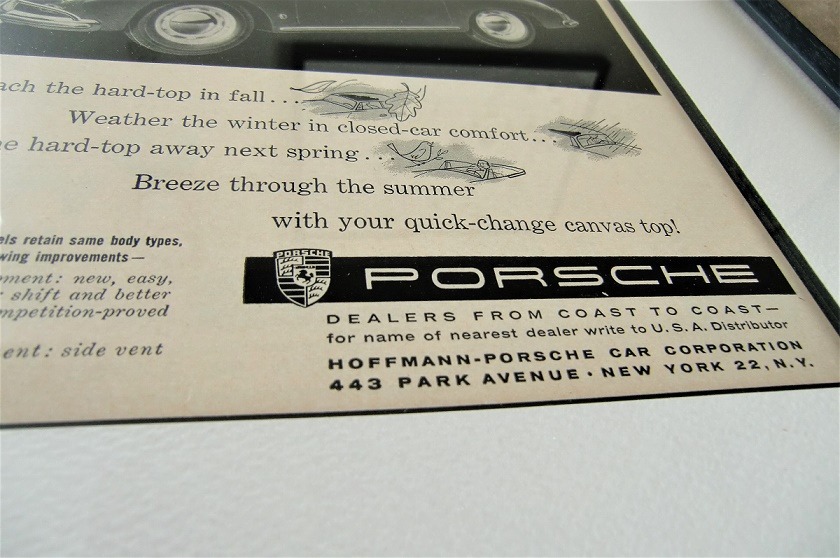 ach the hard-top in fall...
Weather the winter in closed-car comfort...
e hard-top away next spring...
Breeze through the summer
with your quick-change canvas top!
els retain same body types,
wing improvements—
ment: new, easy,
shift and better
mpetition-proved
ent: side vent
PORSCHE
PORSCHE
DEALERS FROM COAST TO COAST—
for name of nearest dealer write to U.S.A. Distributor
HOFFMANN-PORSCHE CAR CORPORATION
443 PARK AVENUE • NEW YORK 22, N.Y.